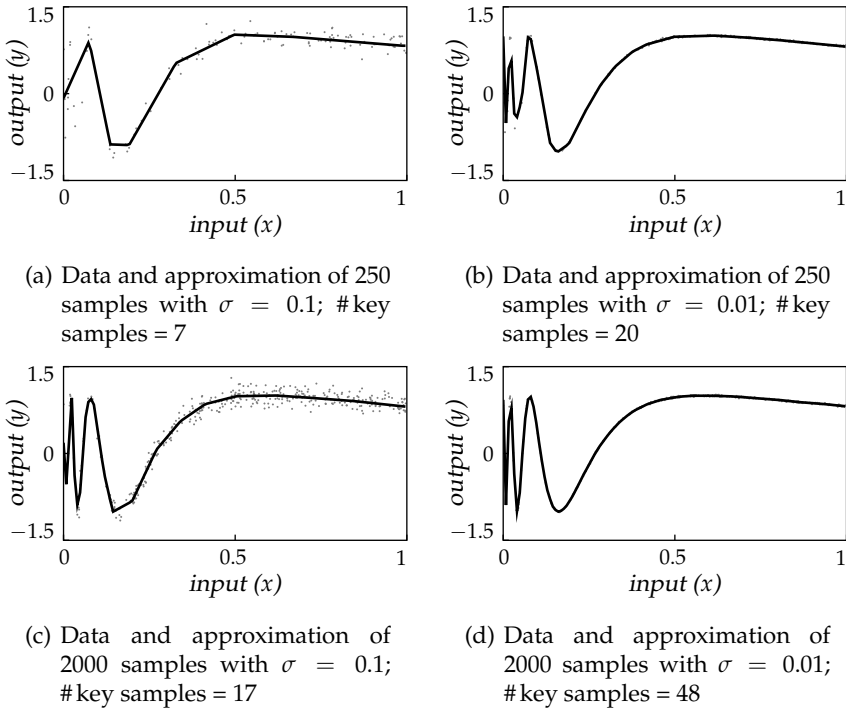 1.5
0
−1.5
output (y)
0
0.5
1
input (x)
(a) Data and approximation of 250
samples with σ = 0.1; # key
samples = 7
1.5
0
−1.5
output (y)
0
0.5
1
input (x)
(b) Data and approximation of 250
samples with σ = 0.01; # key
samples = 20
1.5
0
−1.5
output (y)
0
0.5
1
input (x)
(c) Data and approximation of
2000 samples with σ = 0.1;
# key samples = 17
1.5
0
−1.5
output (y)
0
0.5
1
input (x)
(d) Data and approximation of
2000 samples with σ = 0.01;
# key samples = 48